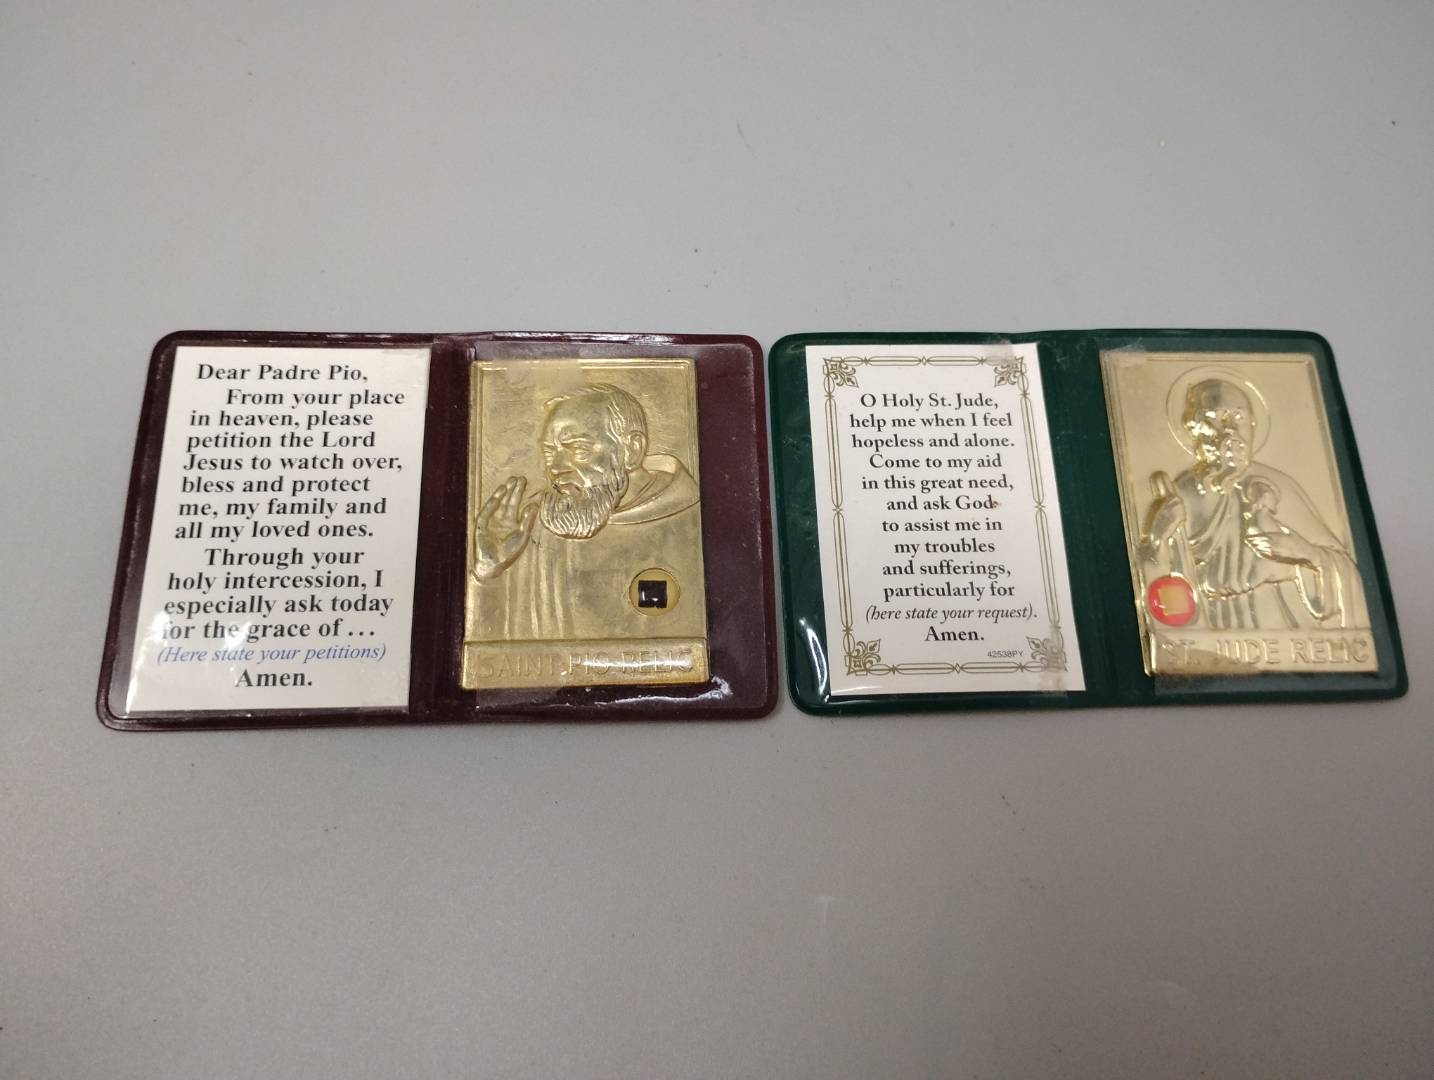 Dear Padre Pio,
From your place
in heaven, please
petition the Lord
Jesus to watch over,
bless and protect
me, my family and
all my loved ones.
Through your
holy intercession, I
especially ask today
for the grace of ...
(Here state your petitions)
Amen.
SAINT PIO RELIC
O Holy St. Jude,
help me when I feel
hopeless and alone.
Come to my aid
in this great need,
and ask God
to assist me in
my troubles
and sufferings,
particularly for
(here state your request).
Amen.
42538PY
ST. JUDE RELIC